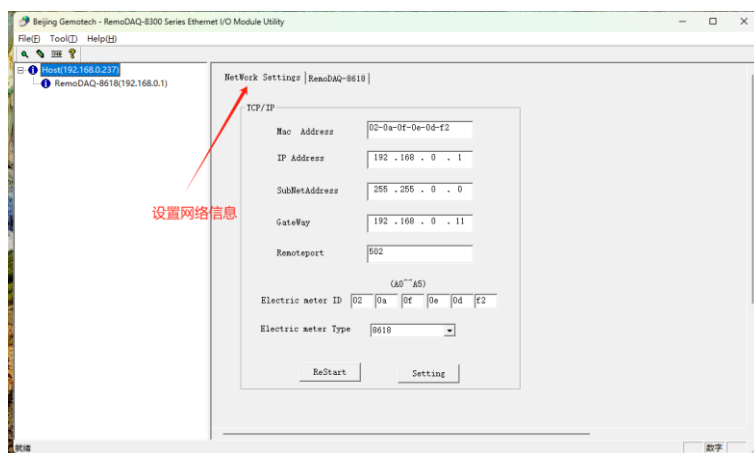 Beijing Gemotech - RemoDAQ-8300 Series Ethernet I/O Module Utility
File(F) Tool(T) Help(H)
Host(192.168.0.237)
RemoDAQ-8618(192.168.0.1)
NetWork Settings RemoDAQ-8618
TCP/IP
Mac Address 02-0a-0f-0e-0d-f2
IP Address 192 .168 . 0 . 1
SubNetAddress 255 .255 . 0 . 0
设置网络信息
GateWay 192 .168 . 0 . 11
Remoteport 502
(A0~~A5)
Electric meter ID 02 0a 0f 0e 0d f2
Electric meter Type 8618
ReStart Setting
就绪 数字